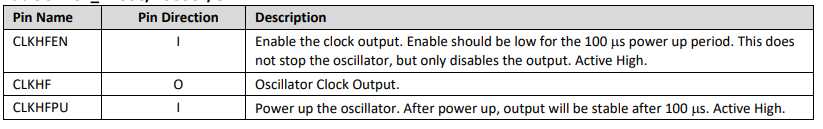 Pin Name Pin Direction Description
CLKHFEN I Enable the clock output. Enable should be low for the 100 µs power up period. This does
not stop the oscillator, but only disables the output. Active High.
CLKHF O Oscillator Clock Output.
CLKHFPU I Power up the oscillator. After power up, output will be stable after 100 µs. Active High.